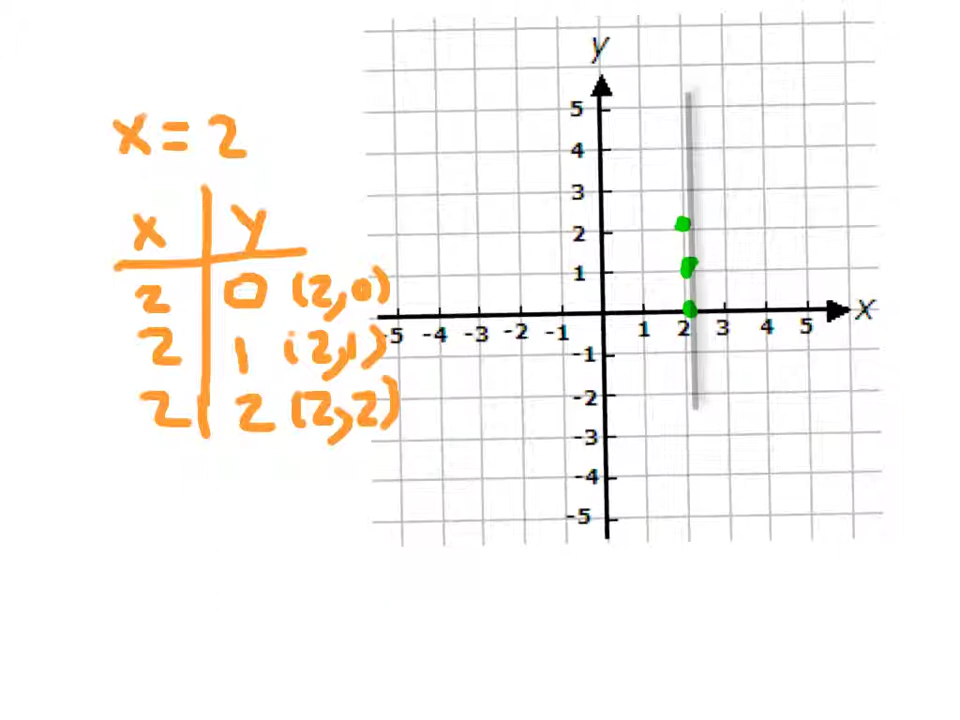 x = 2
x y
2 0 (2,0)
2 1 (2,1)
2 2 (2,2)
y
5
4
3
2
1
-5 -4 -3 -2 -1 1 2 3 4 5 x
-1
-2
-3
-4
-5